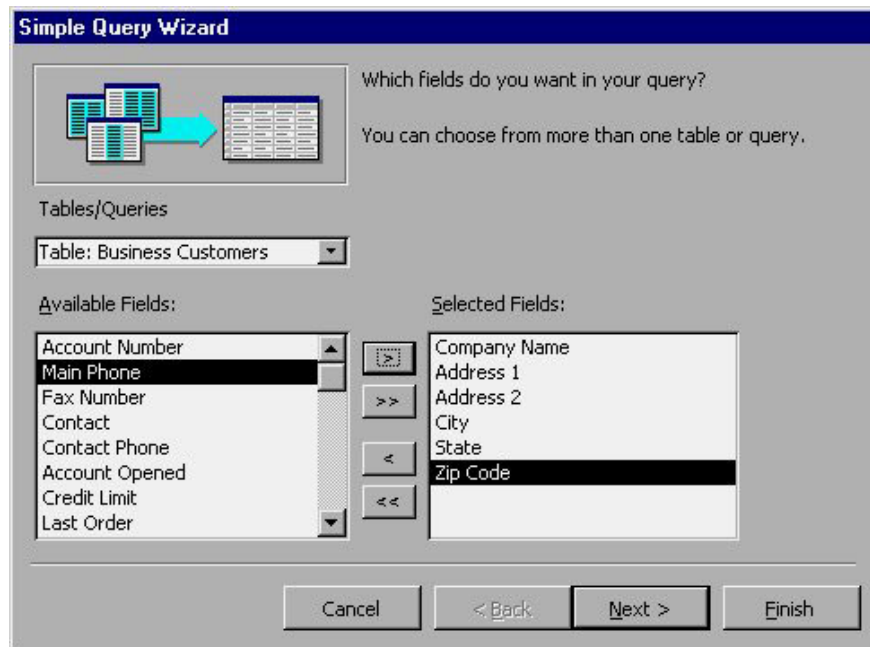 Simple Query Wizard
Which fields do you want in your query?
You can choose from more than one table or query.
Tables/Queries
Table: Business Customers
Available Fields:
Account Number
Main Phone
Fax Number
Contact
Contact Phone
Account Opened
Credit Limit
Last Order
>
>>
<
<<
Selected Fields:
Company Name
Address 1
Address 2
City
State
Zip Code
Cancel
< Back
Next >
Finish